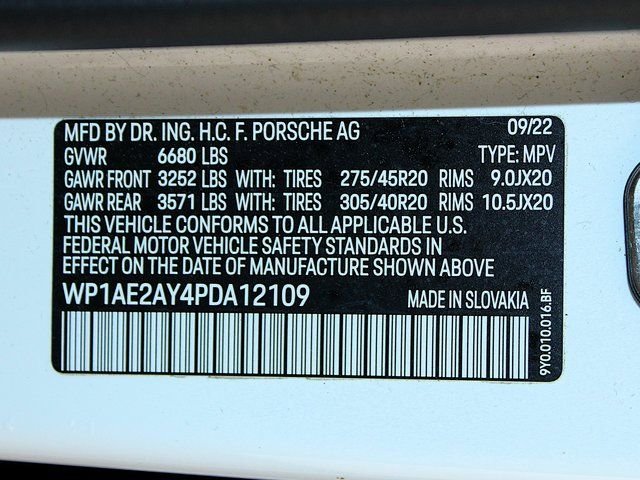 MFD BY DR. ING. H.C. F. PORSCHE AG 09/22
GVWR 6680 LBS TYPE: MPV
GAWR FRONT 3252 LBS WITH: TIRES 275/45R20 RIMS 9.0JX20
GAWR REAR 3571 LBS WITH: TIRES 305/40R20 RIMS 10.5JX20
THIS VEHICLE CONFORMS TO ALL APPLICABLE U.S.
FEDERAL MOTOR VEHICLE SAFETY STANDARDS IN
EFFECT ON THE DATE OF MANUFACTURE SHOWN ABOVE
WP1AE2AY4PDA12109 MADE IN SLOVAKIA
9Y0.010.016.BF